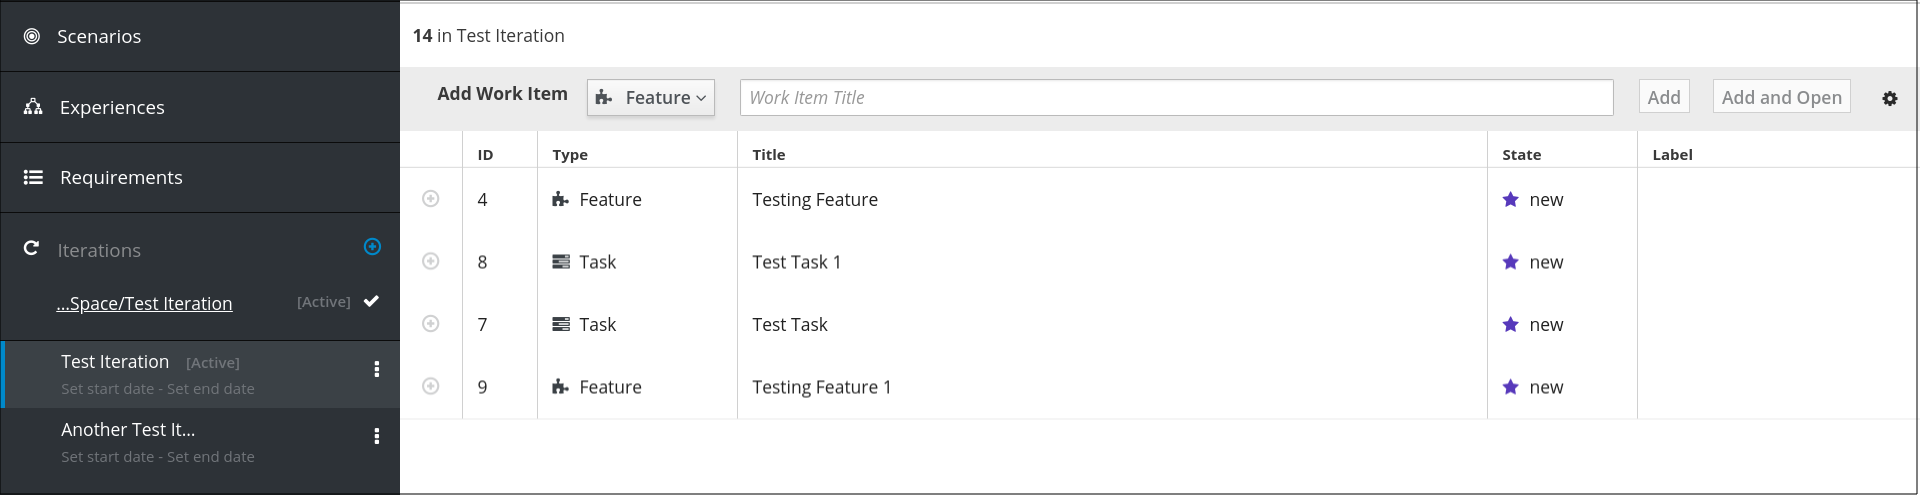 Scenarios
Experiences
Requirements
Iterations
...Space/Test Iteration [Active]
Test Iteration [Active]
Set start date - Set end date
Another Test It...
Set start date - Set end date
14 in Test Iteration
Add Work Item Feature Work Item Title Add Add and Open
ID Type Title State Label
4 Feature Testing Feature new
8 Task Test Task 1 new
7 Task Test Task new
9 Feature Testing Feature 1 new